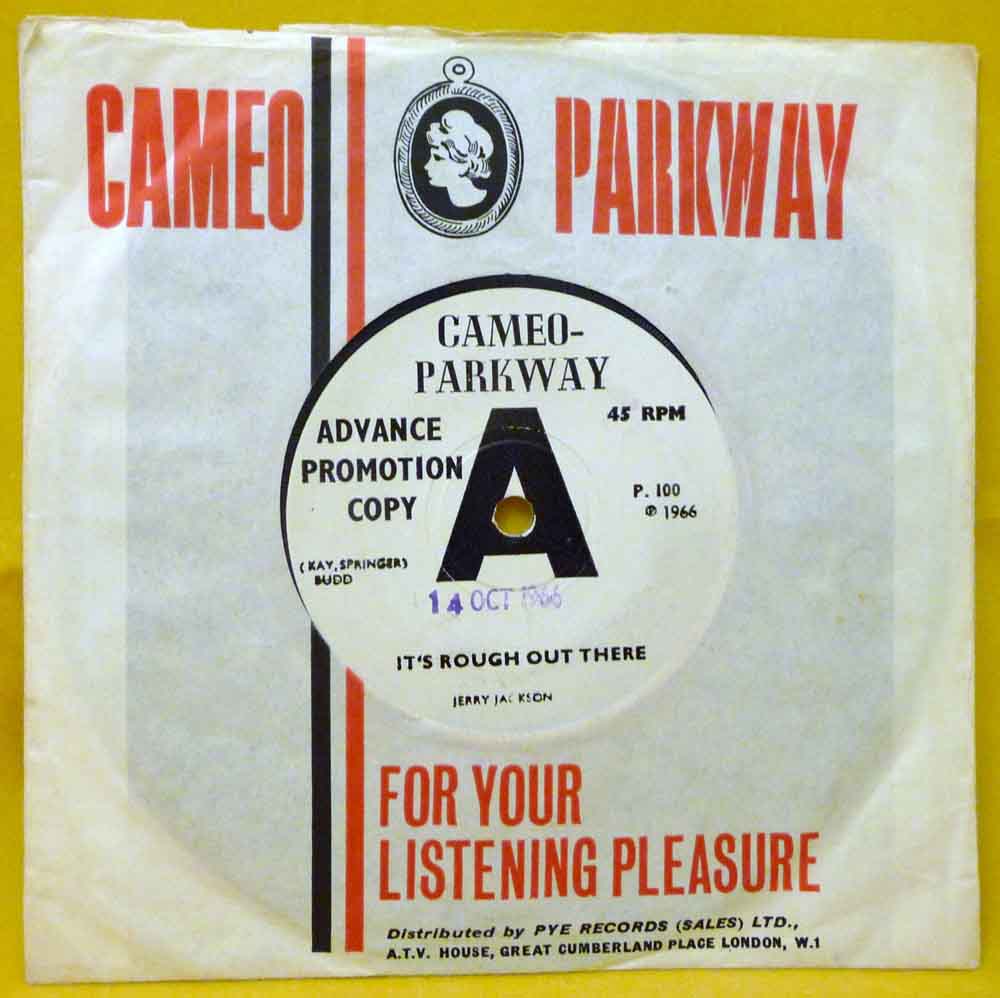 CAMEO PARKWAY
CAMEO-
PARKWAY
45 RPM
ADVANCE
PROMOTION
COPY
A
P. 100
℗ 1966
(KAY, SPRINGER)
BUDD
14 OCT 1966
IT'S ROUGH OUT THERE
JERRY JACKSON
FOR YOUR
LISTENING PLEASURE
Distributed by PYE RECORDS (SALES) LTD.,
A.T.V. HOUSE, GREAT CUMBERLAND PLACE LONDON, W.1